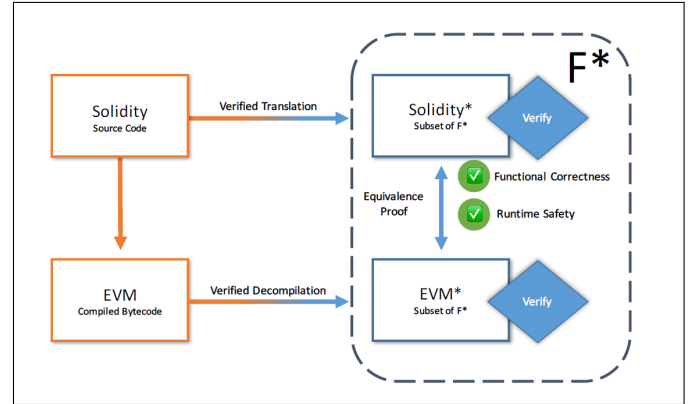 F*
Solidity
Source Code
Verified Translation
Solidity*
Subset of F*
Verify
Equivalence
Proof
Functional Correctness
Runtime Safety
EVM
Compiled Bytecode
Verified Decompilation
EVM*
Subset of F*
Verify